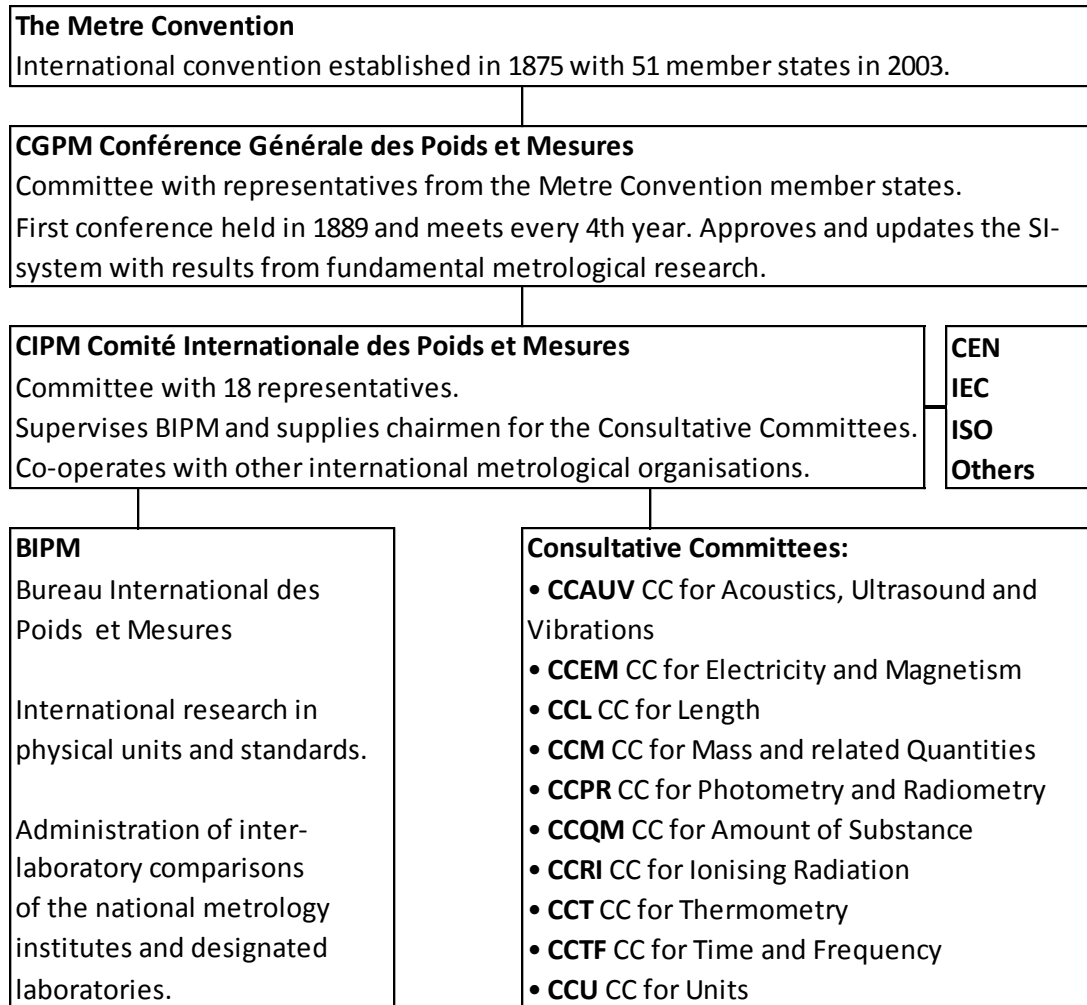 The Metre Convention
International convention established in 1875 with 51 member states in 2003.
CGPM Conférence Générale des Poids et Mesures
Committee with representatives from the Metre Convention member states.
First conference held in 1889 and meets every 4th year. Approves and updates the SI-
system with results from fundamental metrological research.
CIPM Comité Internationale des Poids et Mesures
Committee with 18 representatives.
Supervises BIPM and supplies chairmen for the Consultative Committees.
Co-operates with other international metrological organisations.
CEN
IEC
ISO
Others
BIPM
Bureau International des
Poids et Mesures
International research in
physical units and standards.
Administration of inter-
laboratory comparisons
of the national metrology
institutes and designated
laboratories.
Consultative Committees:
• CCAUV CC for Acoustics, Ultrasound and
Vibrations
• CCEM CC for Electricity and Magnetism
• CCL CC for Length
• CCM CC for Mass and related Quantities
• CCPR CC for Photometry and Radiometry
• CCQM CC for Amount of Substance
• CCRI CC for Ionising Radiation
• CCT CC for Thermometry
• CCTF CC for Time and Frequency
• CCU CC for Units